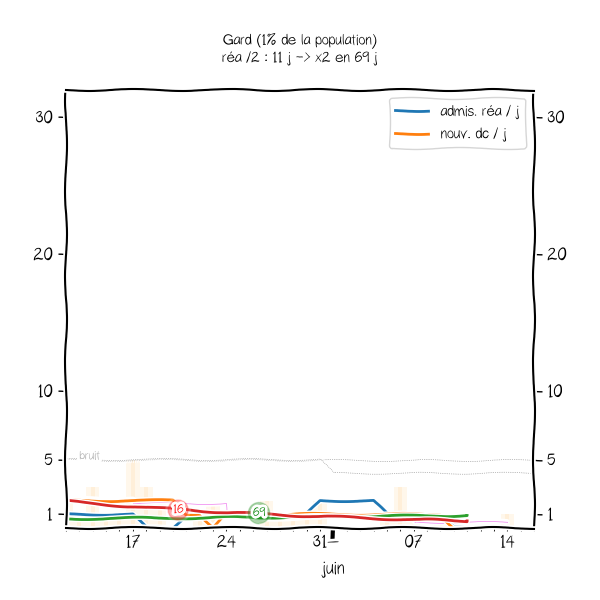 Gard (1% de la population)
réa /2 : 11 j -> x2 en 69 j
admis. réa / j
nouv. dc / j
30
30
20
20
10
10
5
bruit
5
1
16
69
1
17
24
31
07
14
juin